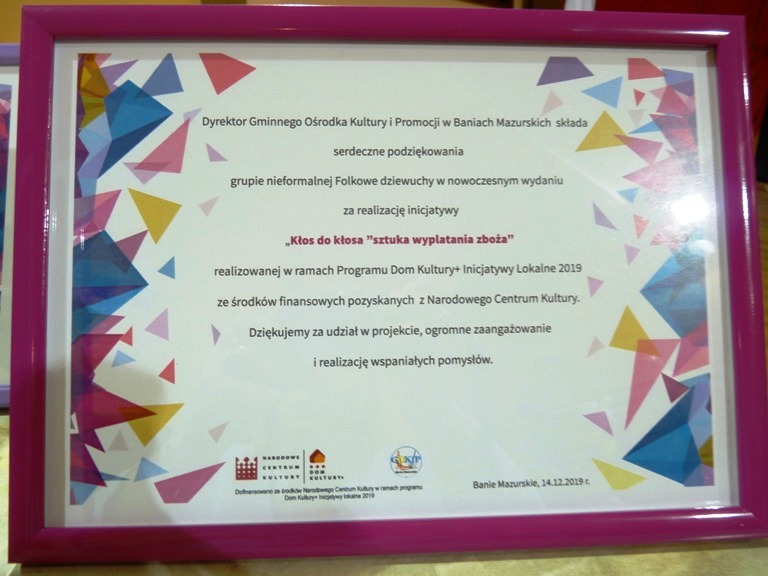 Dyrektor Gminnego Ośrodka Kultury i Promocji w Baniach Mazurskich składa
serdeczne podziękowania
grupie nieformalnej Folkowe dziewuchy w nowoczesnym wydaniu
za realizację inicjatywy
„Kłos do kłosa ”sztuka wyplatania zboża”
realizowanej w ramach Programu Dom Kultury+ Inicjatywy Lokalne 2019
ze środków finansowych pozyskanych z Narodowego Centrum Kultury.
Dziękujemy za udział w projekcie, ogromne zaangażowanie
i realizację wspaniałych pomysłów.
NARODOWE
CENTRUM
KULTURY
DOM
KULTURY+
GOKIP
Dofinansowano ze środków Narodowego Centrum Kultury w ramach programu
Dom Kultury+ Inicjatywy lokalne 2019
Banie Mazurskie, 14.12.2019 r.